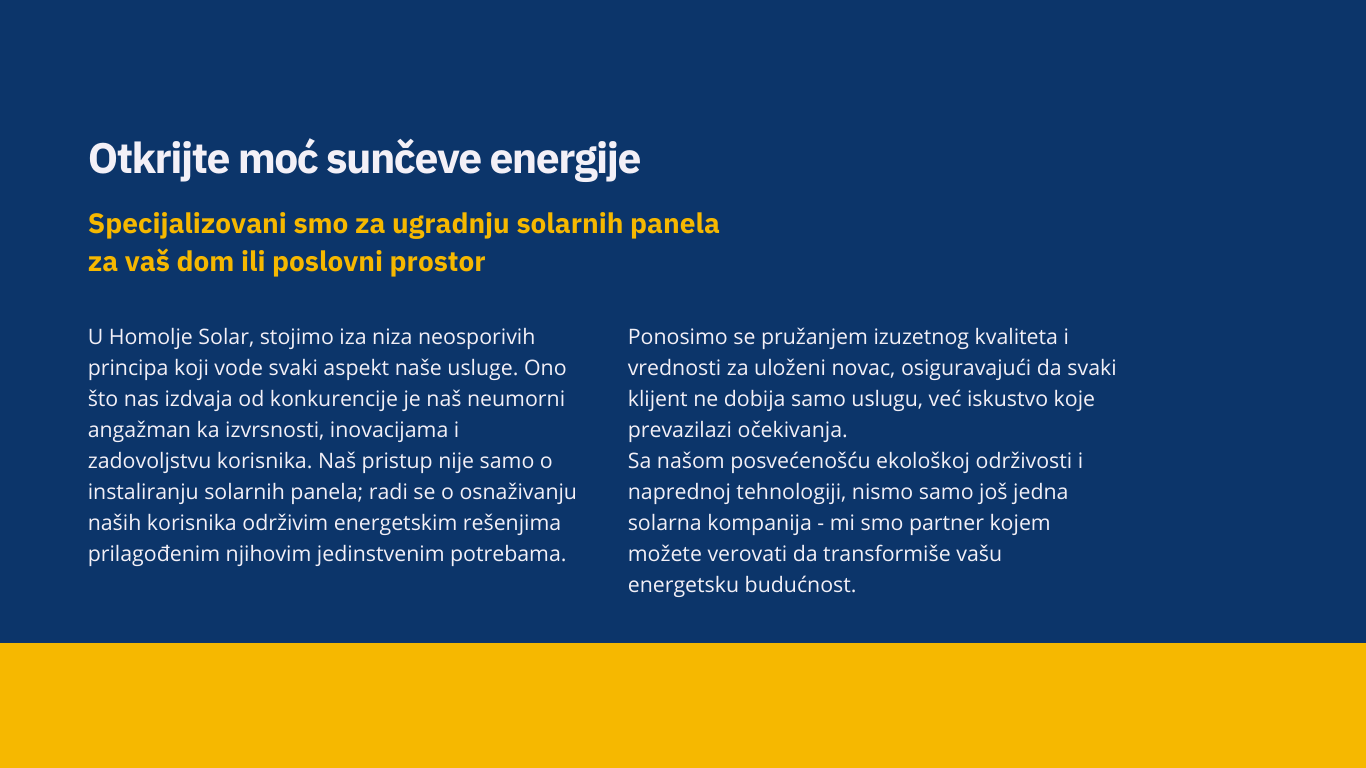 Otkrijte moć sunčeve energije
Specijalizovani smo za ugradnju solarnih panela
za vaš dom ili poslovni prostor
U Homolje Solar, stojimo iza niza neosporivih
principa koji vode svaki aspekt naše usluge. Ono
što nas izdvaja od konkurencije je naš neumorni
angažman ka izvrsnosti, inovacijama i
zadovoljstvu korisnika. Naš pristup nije samo o
instaliranju solarnih panela; radi se o osnaživanju
naših korisnika održivim energetskim rešenjima
prilagođenim njihovim jedinstvenim potrebama.
Ponosimo se pružanjem izuzetnog kvaliteta i
vrednosti za uloženi novac, osiguravajući da svaki
klijent ne dobija samo uslugu, već iskustvo koje
prevazilazi očekivanja.
Sa našom posvećenošću ekološkoj održivosti i
naprednoj tehnologiji, nismo samo još jedna
solarna kompanija - mi smo partner kojem
možete verovati da transformiše vašu
energetsku budućnost.